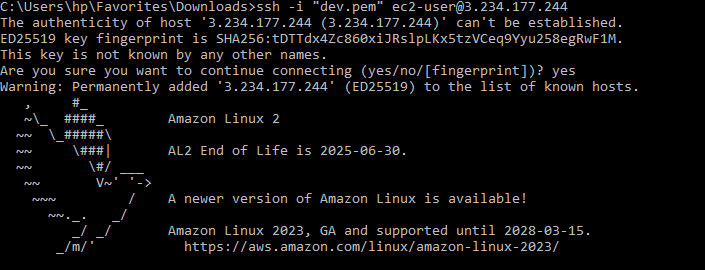 C:\Users\hp\Favorites\Downloads>ssh -i "dev.pem" ec2-user@3.234.177.244
The authenticity of host '3.234.177.244 (3.234.177.244)' can't be established.
ED25519 key fingerprint is SHA256:tDTTdx4Zc860xiJRslpLKx5tzVCeq9Yyu258egRwF1M.
This key is not known by any other names.
Are you sure you want to continue connecting (yes/no/[fingerprint])? yes
Warning: Permanently added '3.234.177.244' (ED25519) to the list of known hosts.
   ,     #_
   ~\_  ####_        Amazon Linux 2
  ~~  \_#####\
  ~~     \###|       AL2 End of Life is 2025-06-30.
  ~~       \#/ ___
   ~~       V~' '->
    ~~~         /    A newer version of Amazon Linux is available!
      ~~._.   _/
         _/ _/       Amazon Linux 2023, GA and supported until 2028-03-15.
       _/m/'           https://aws.amazon.com/linux/amazon-linux-2023/